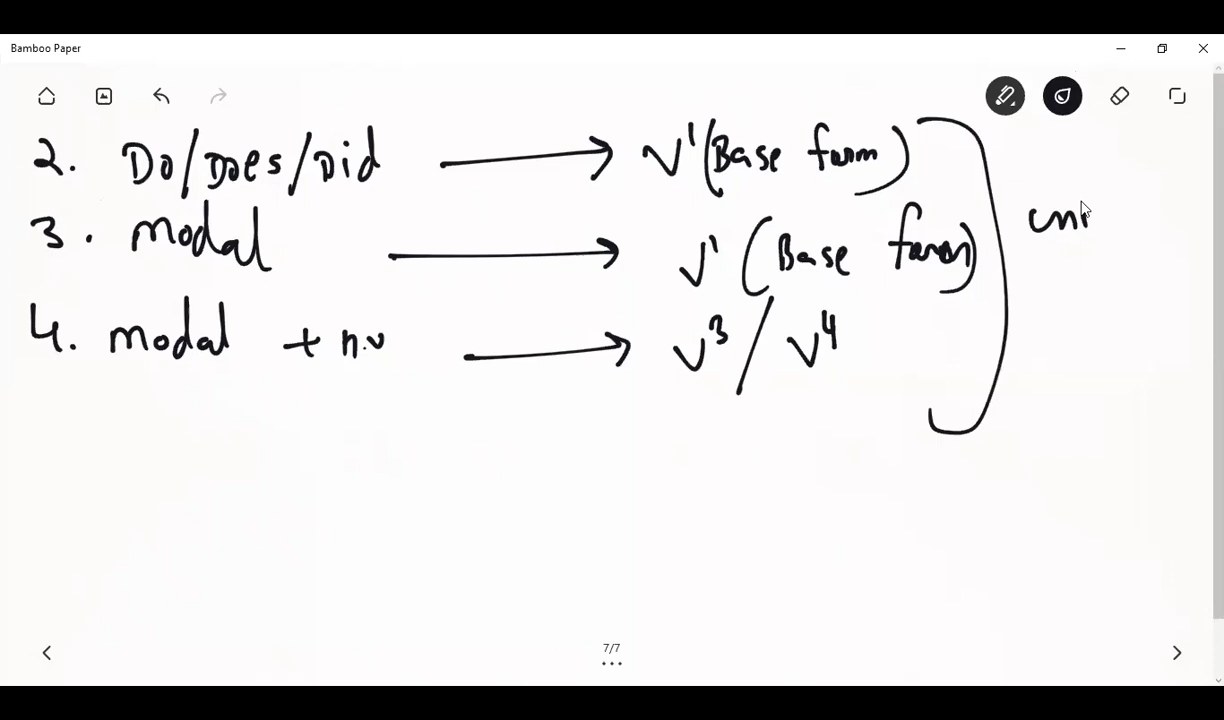 Bamboo Paper
2. Do/Does/Did → V¹(Base form)
3. modal → V¹ (Base form)
4. modal + h.v → V³/V⁴
7/7